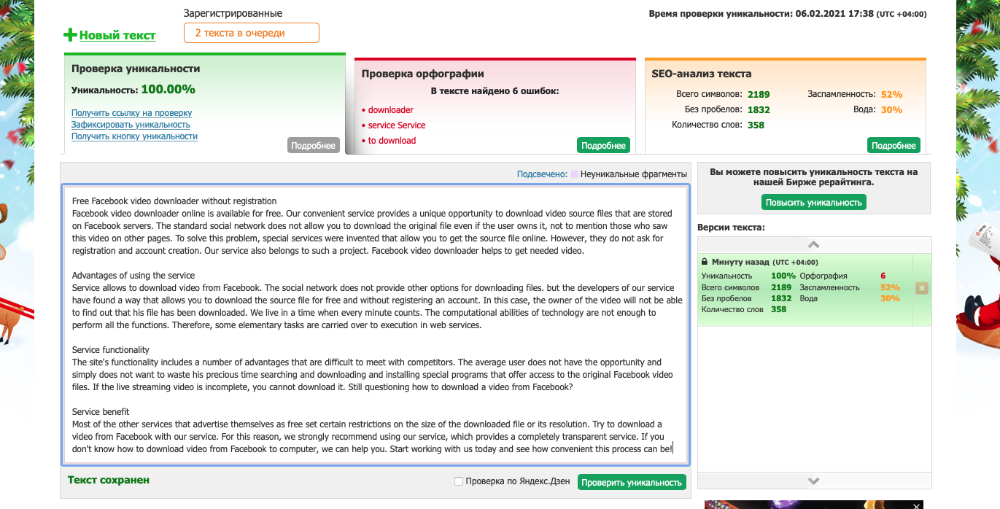 Зарегистрированные
Время проверки уникальности: 06.02.2021 17:38 (UTC +04:00)
Новый текст
2 текста в очереди
Проверка уникальности
Уникальность: 100.00%
Получить ссылку на проверку
Зафиксировать уникальность
Получить кнопку уникальности
Подробнее
Проверка орфографии
В тексте найдено 6 ошибок:
• downloader
• service Service
• to download
Подробнее
SEO-анализ текста
Всего символов: 2189 Заспамленность: 52%
Без пробелов: 1832 Вода: 30%
Количество слов: 358
Подробнее
Подсвечено: Неуникальные фрагменты
Free Facebook video downloader without registration
Facebook video downloader online is available for free. Our convenient service provides a unique opportunity to download video source files that are stored
on Facebook servers. The standard social network does not allow you to download the original file even if the user owns it, not to mention those who saw
this video on other pages. To solve this problem, special services were invented that allow you to get the source file online. However, they do not ask for
registration and account creation. Our service also belongs to such a project. Facebook video downloader helps to get needed video.
Advantages of using the service
Service allows to download video from Facebook. The social network does not provide other options for downloading files. but the developers of our service
have found a way that allows you to download the source file for free and without registering an account. In this case, the owner of the video will not be able
to find out that his file has been downloaded. We live in a time when every minute counts. The computational abilities of technology are not enough to
perform all the functions. Therefore, some elementary tasks are carried over to execution in web services.
Service functionality
The site's functionality includes a number of advantages that are difficult to meet with competitors. The average user does not have the opportunity and
simply does not want to waste his precious time searching and downloading and installing special programs that offer access to the original Facebook video
files. If the live streaming video is incomplete, you cannot download it. Still questioning how to download a video from Facebook?
Service benefit
Most of the other services that advertise themselves as free set certain restrictions on the size of the downloaded file or its resolution. Try to download a
video from Facebook with our service. For this reason, we strongly recommend using our service, which provides a completely transparent service. If you
don't know how to download video from Facebook to computer, we can help you. Start working with us today and see how convenient this process can be!
Текст сохранен
Проверка по Яндекс.Дзен
Проверить уникальность
Вы можете повысить уникальность текста на
нашей Бирже рерайтинга.
Повысить уникальность
Версии текста:
Минуту назад (UTC +04:00)
Уникальность 100% Орфография 6
Всего символов 2189 Заспамленность 52%
Без пробелов 1832 Вода 30%
Количество слов 358